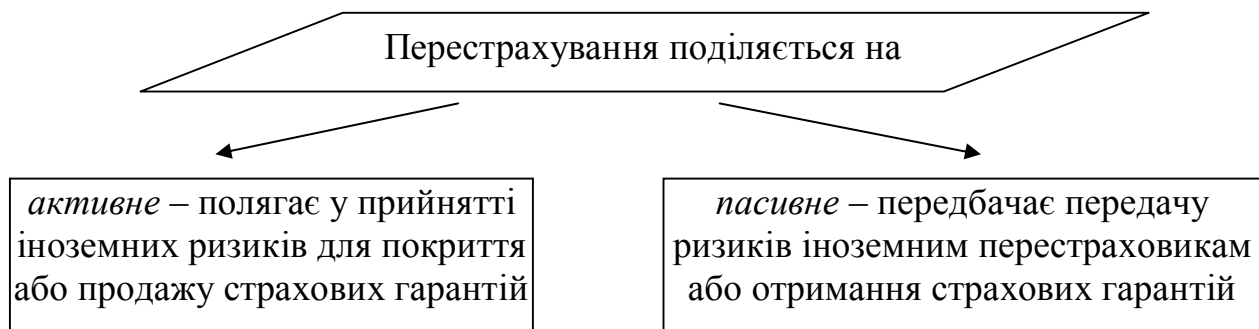 Перестрахування поділяється на
активне – полягає у прийнятті
іноземних ризиків для покриття
або продажу страхових гарантій
пасивне – передбачає передачу
ризиків іноземним перестраховикам
або отримання страхових гарантій